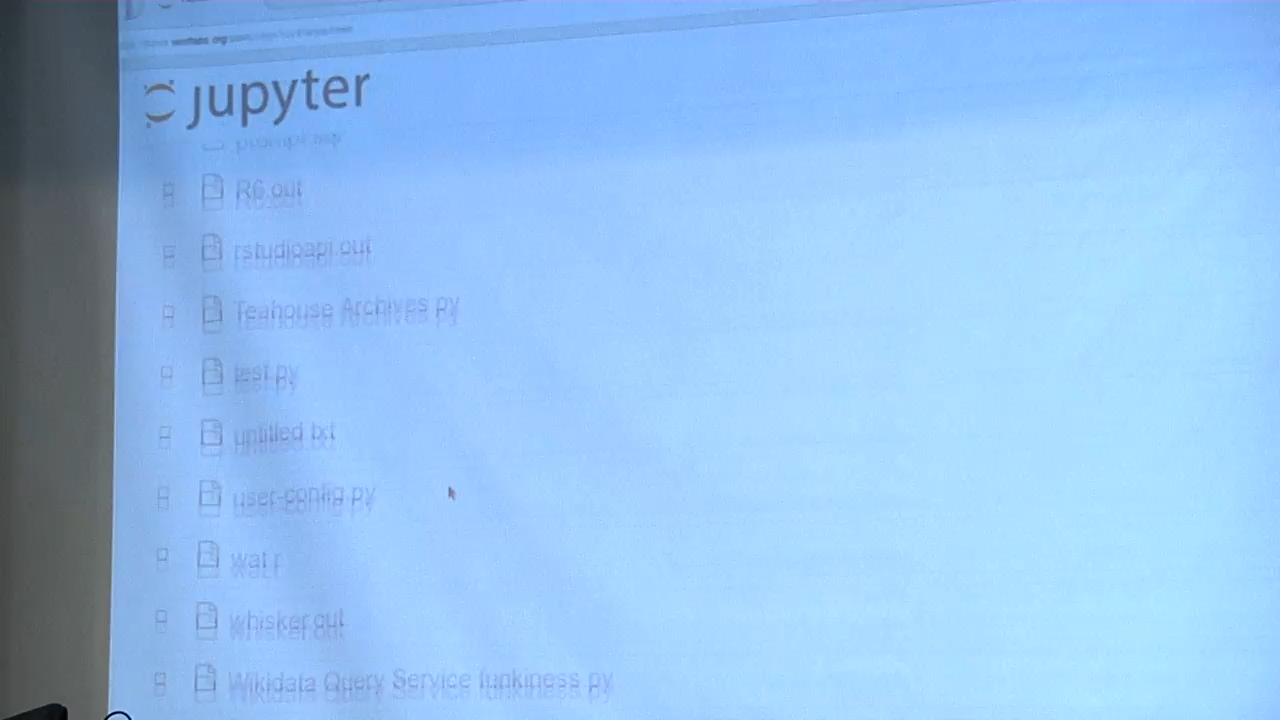 jupyter
R6.out
rstudioapi.out
Teahouse Archives.py
test.py
untitled.txt
user-config.py
wat.r
whisker.out
Wikidata Query Service funkiness.py